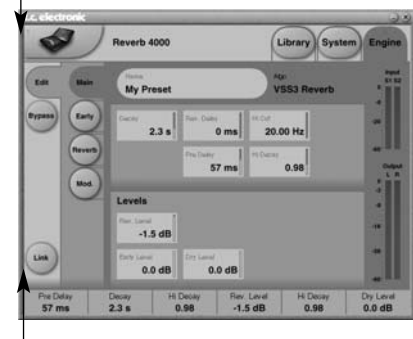 t.c. electronic
Reverb 4000
Library
System
Engine
Edit
Main
Name
My Preset
Algo
VSS3 Reverb
Input
S1 S2
Bypass
Early
Reverb
Mod.
Link
Decay
2.3 s
Rev. Delay
0 ms
Hi Cut
20.00 Hz
Pre Delay
57 ms
Hi Decay
0.98
Output
L R
Levels
Rev. Level
-1.5 dB
Early Level
0.0 dB
Dry Level
0.0 dB
Pre Delay
Decay
Hi Decay
Rev. Level
Hi Decay
Dry Level
57 ms
2.3 s
0.98
-1.5 dB
0.98
0.0 dB